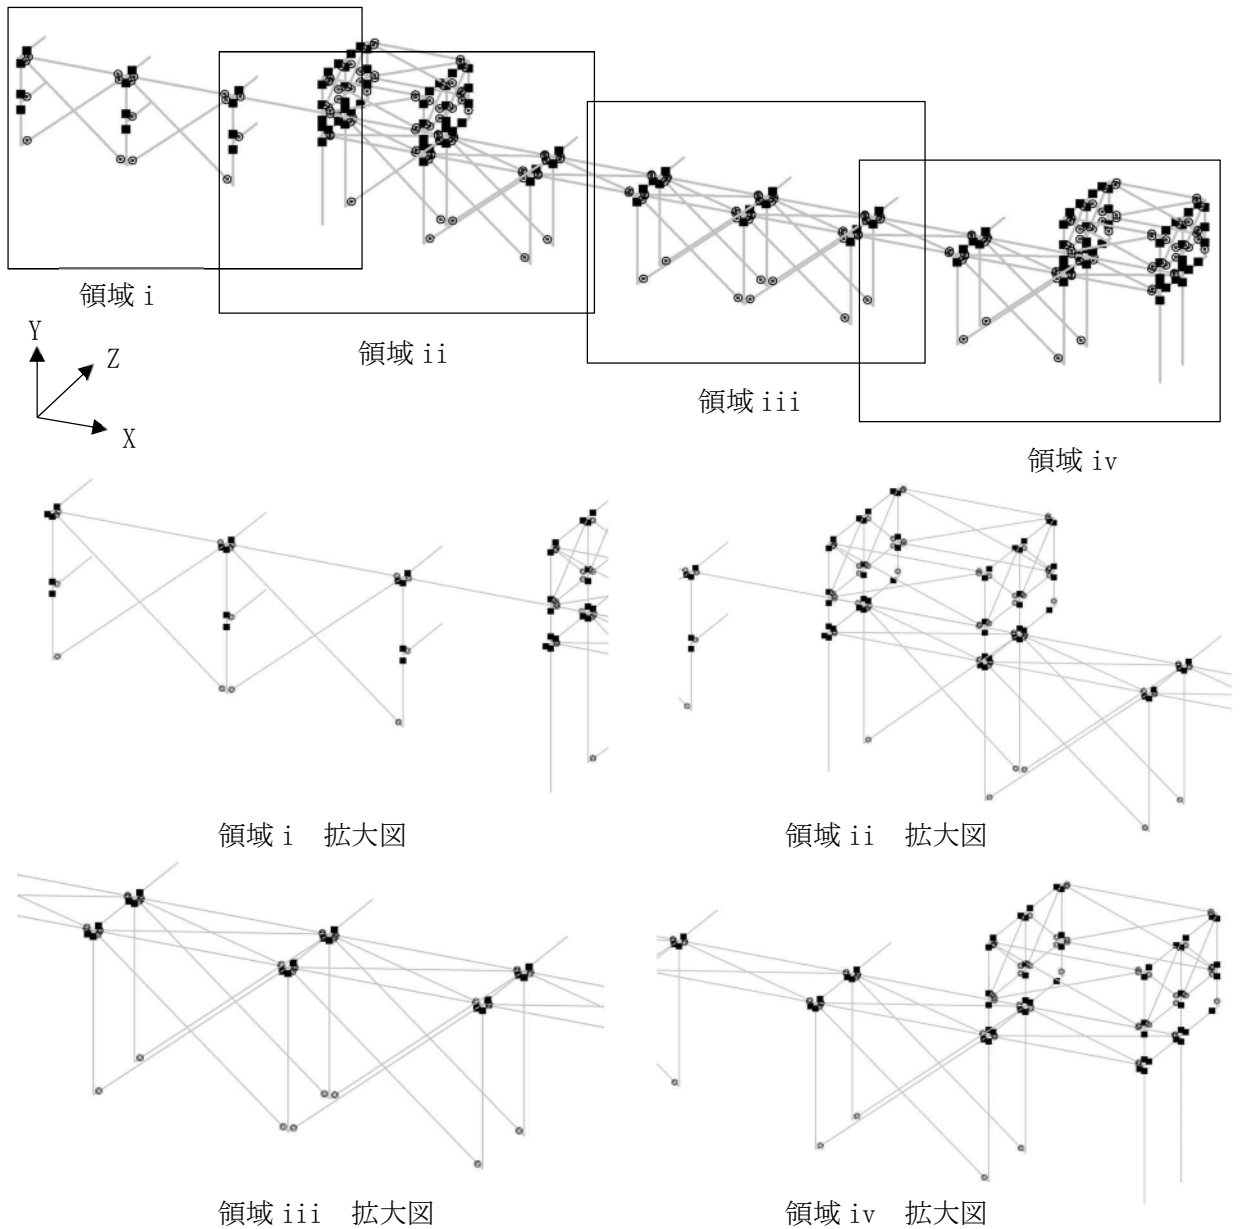 領域 i
領域 ii
領域 iii
領域 iv
Y
Z
X
領域 i 拡大図
領域 ii 拡大図
領域 iii 拡大図
領域 iv 拡大図